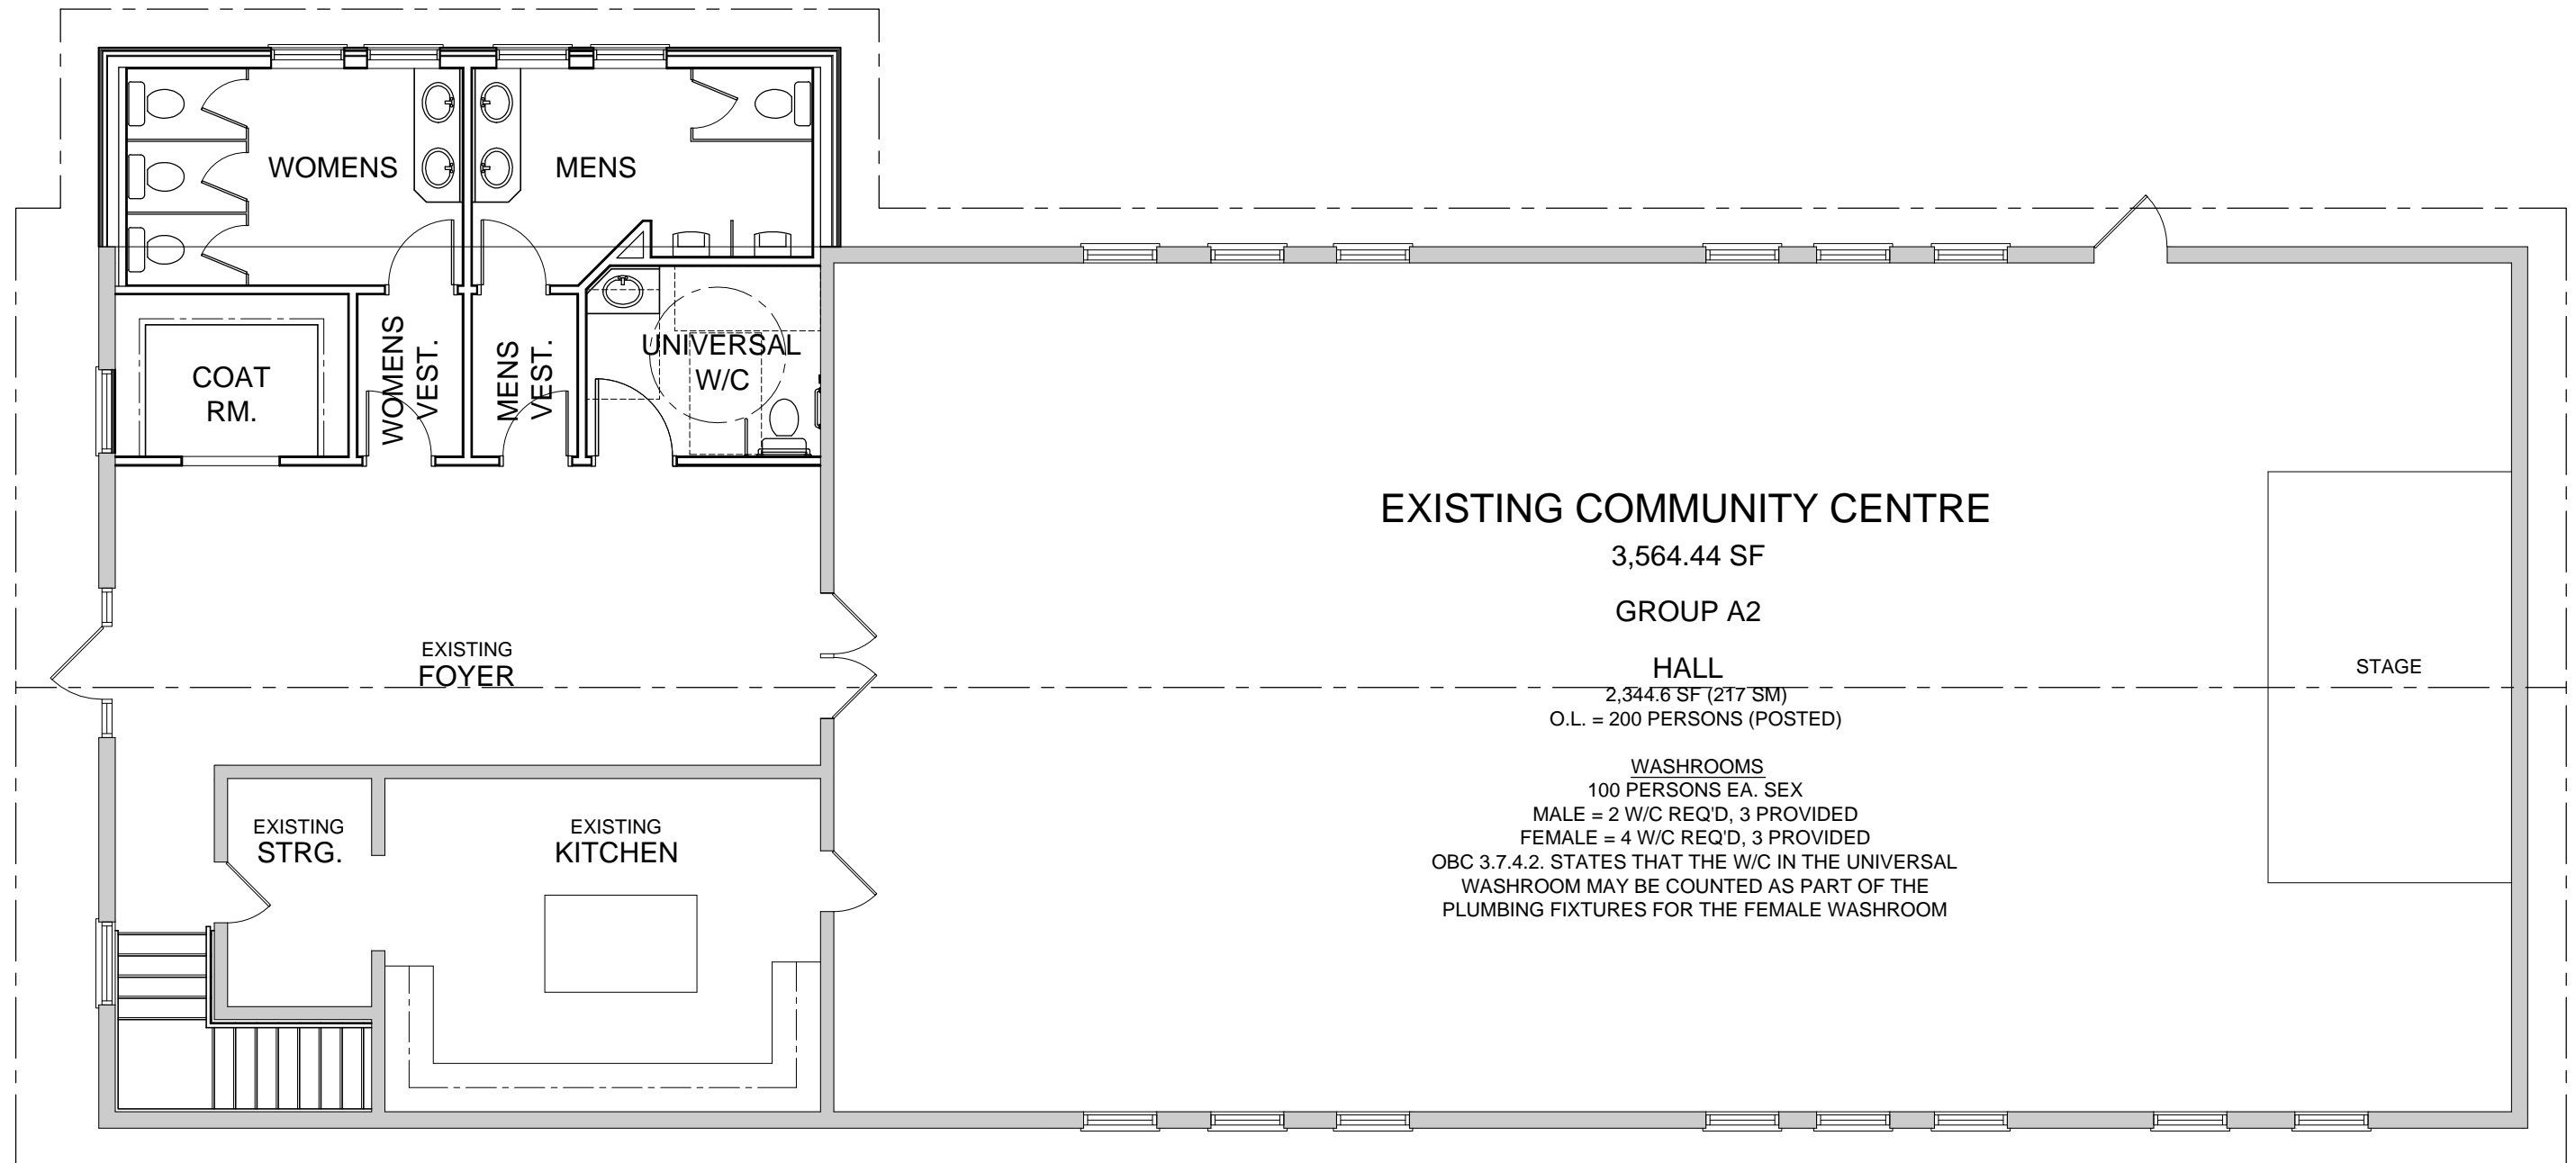 WOMENS
MENS
COAT
RM.
WOMENS
VEST.
MENS
VEST.
UNIVERSAL
W/C
EXISTING
FOYER
EXISTING
STRG.
EXISTING
KITCHEN
EXISTING COMMUNITY CENTRE
3,564.44 SF
GROUP A2
HALL
2,344.6 SF (217 SM)
O.L. = 200 PERSONS (POSTED)
WASHROOMS
100 PERSONS EA. SEX
MALE = 2 W/C REQ'D, 3 PROVIDED
FEMALE = 4 W/C REQ'D, 3 PROVIDED
OBC 3.7.4.2. STATES THAT THE W/C IN THE UNIVERSAL
WASHROOM MAY BE COUNTED AS PART OF THE
PLUMBING FIXTURES FOR THE FEMALE WASHROOM
STAGE